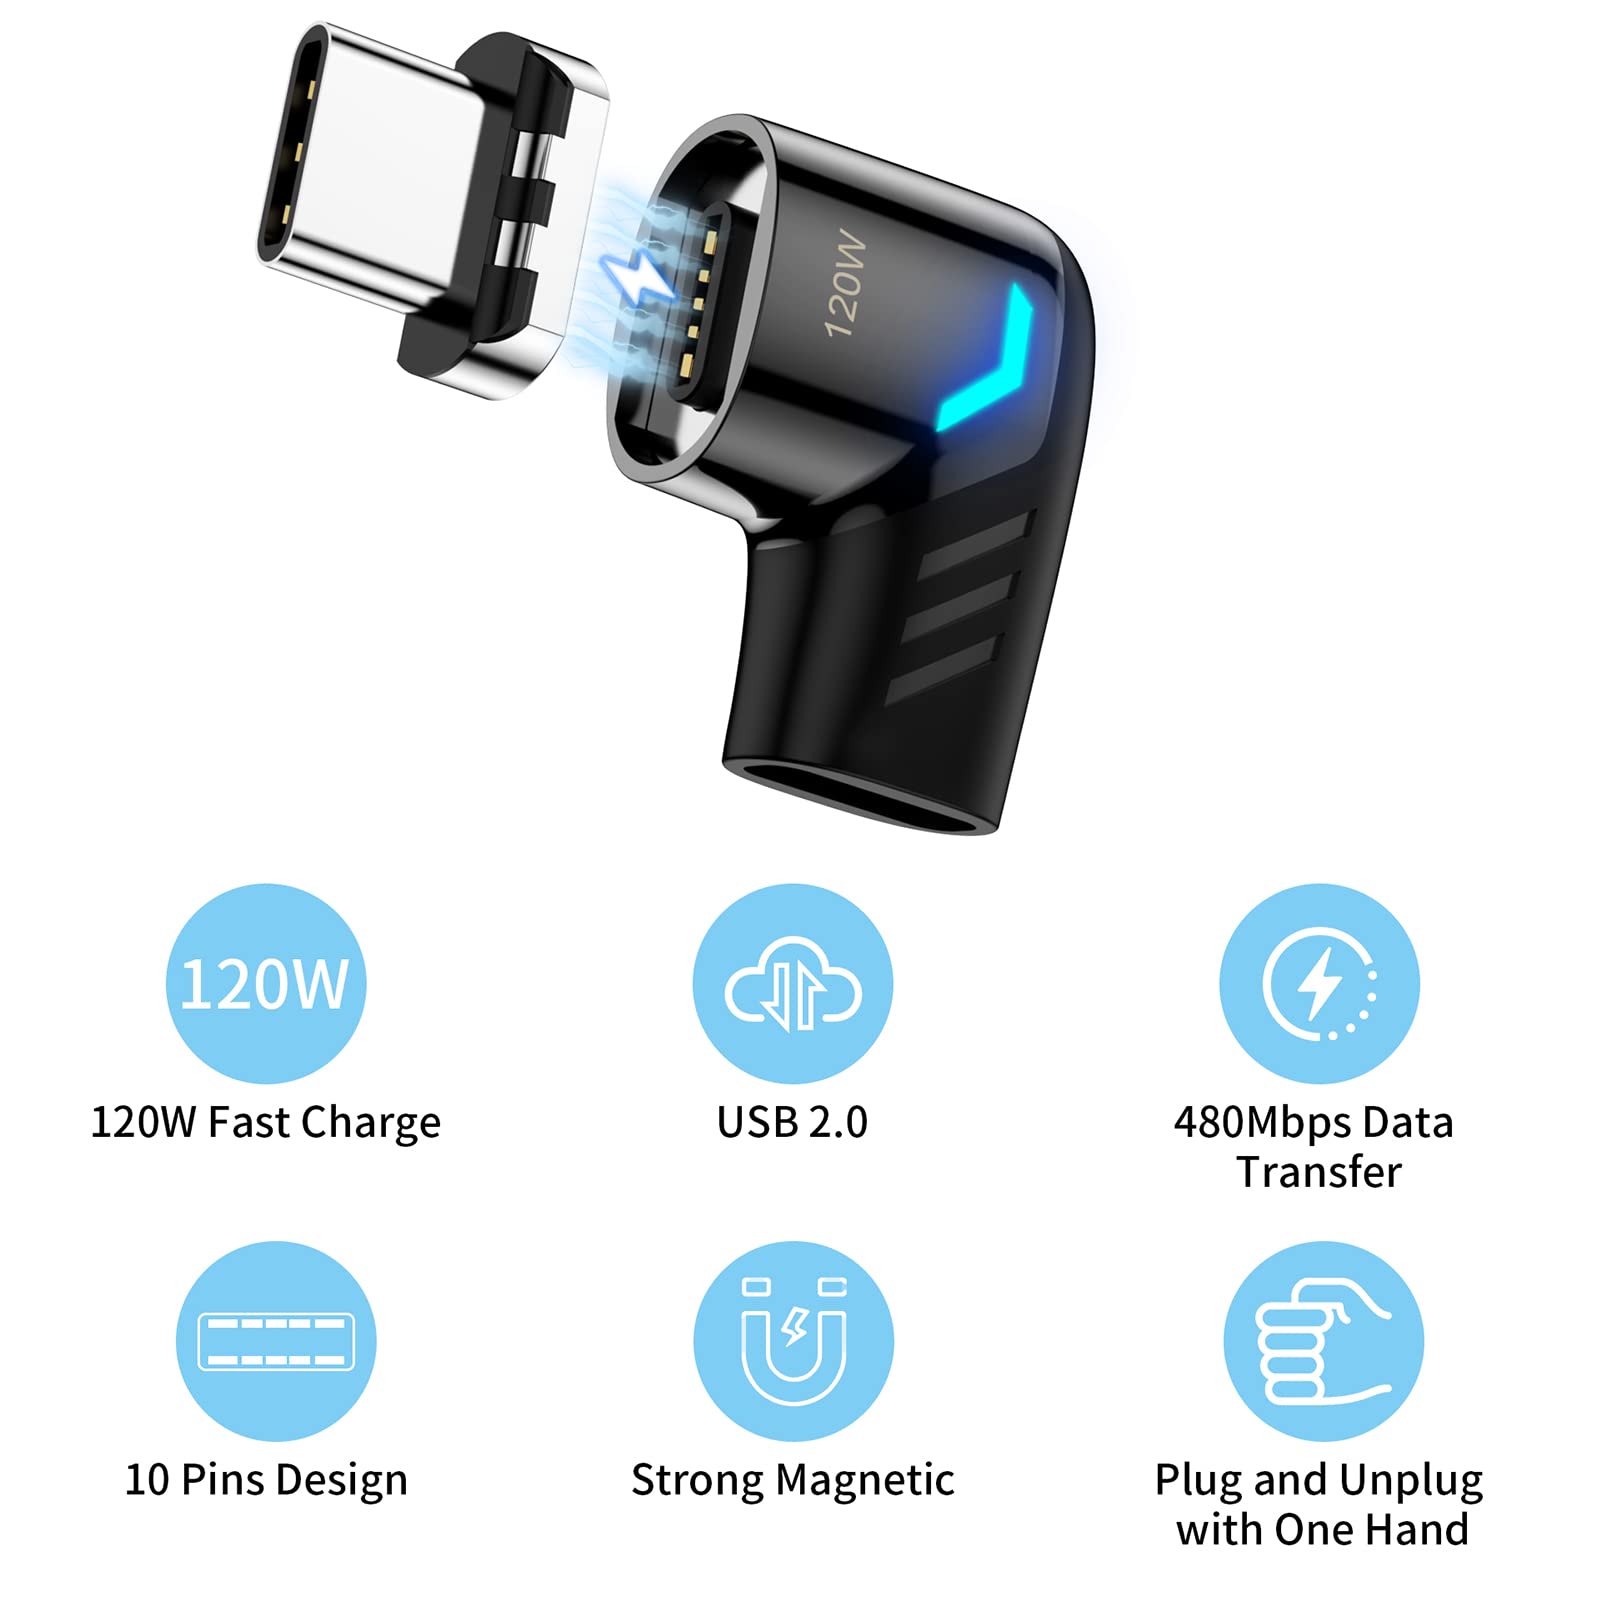 120W
120W
120W Fast Charge
USB 2.0
480Mbps Data
Transfer
10 Pins Design
Strong Magnetic
Plug and Unplug
with One Hand